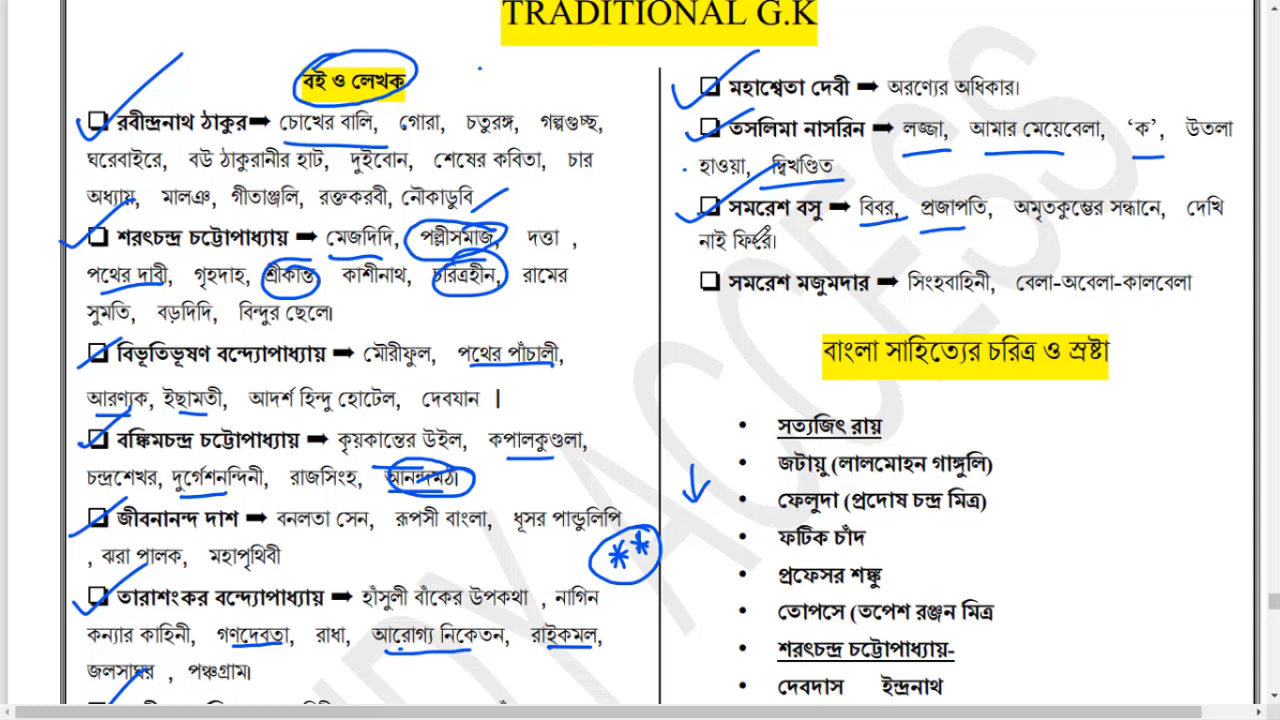 TRADITIONAL G.K
বই ও লেখক
❑ রবীন্দ্রনাথ ঠাকুর➡ চোখের বালি, গোরা, চতুরঙ্গ, গল্পগুচ্ছ,
ঘরেবাইরে, বউ ঠাকুরানীর হাট, দুইবোন, শেষের কবিতা, চার
অধ্যায়, মালঞ, গীতাঞ্জলি, রক্তকরবী, নৌকাডুবি
❑ শরৎচন্দ্র চট্টোপাধ্যায় ➡ মেজদিদি, পল্লীসমাজ, দত্তা ,
পথের দাবী, গৃহদাহ, শ্রীকান্ত কাশীনাথ, চরিত্রহীন, রামের
সুমতি, বড়দিদি, বিন্দুর ছেলে।
❑ বিভূতিভূষণ বন্দ্যোপাধ্যায় ➡ মৌরীফুল, পথের পাঁচালী,
আরণ্যক, ইছামতী, আদর্শ হিন্দু হোটেল, দেবযান |
❑ বঙ্কিমচন্দ্র চট্টোপাধ্যায় ➡ কৃয়কান্তের উইল, কপালকুণ্ডলা,
চন্দ্রশেখর, দুর্গেশনন্দিনী, রাজসিংহ, আনন্দমঠ।
❑ জীবনানন্দ দাশ ➡ বনলতা সেন, রূপসী বাংলা, ধূসর পান্ডুলিপি
, ঝরা পালক, মহাপৃথিবী
❑ তারাশংকর বন্দ্যোপাধ্যায় ➡ হাঁসুলী বাঁকের উপকথা , নাগিন
কন্যার কাহিনী, গণদেবতা, রাধা, আরোগ্য নিকেতন, রাইকমল,
জলসাঘর , পঞ্চগ্রাম।
❑ মহাশ্বেতা দেবী ➡ অরণ্যের অধিকার।
❑ তসলিমা নাসরিন ➡ লজ্জা, আমার মেয়েবেলা, ‘ক’, উতলা
হাওয়া, দ্বিখণ্ডিত
❑ সমরেশ বসু ➡ বিবর, প্রজাপতি, অমৃতকুম্ভের সন্ধানে, দেখি
নাই ফিরে।
❑ সমরেশ মজুমদার ➡ সিংহবাহিনী, বেলা-অবেলা-কালবেলা
বাংলা সাহিত্যের চরিত্র ও স্রষ্টা
• সত্যজিৎ রায়
• জটায়ু (লালমোহন গাঙ্গুলি)
• ফেলুদা (প্রদোষ চন্দ্র মিত্র)
• ফটিক চাঁদ
• প্রফেসর শঙ্কু
• তোপসে (তপেশ রঞ্জন মিত্র
• শরৎচন্দ্র চট্টোপাধ্যায়-
• দেবদাস ইন্দ্রনাথ